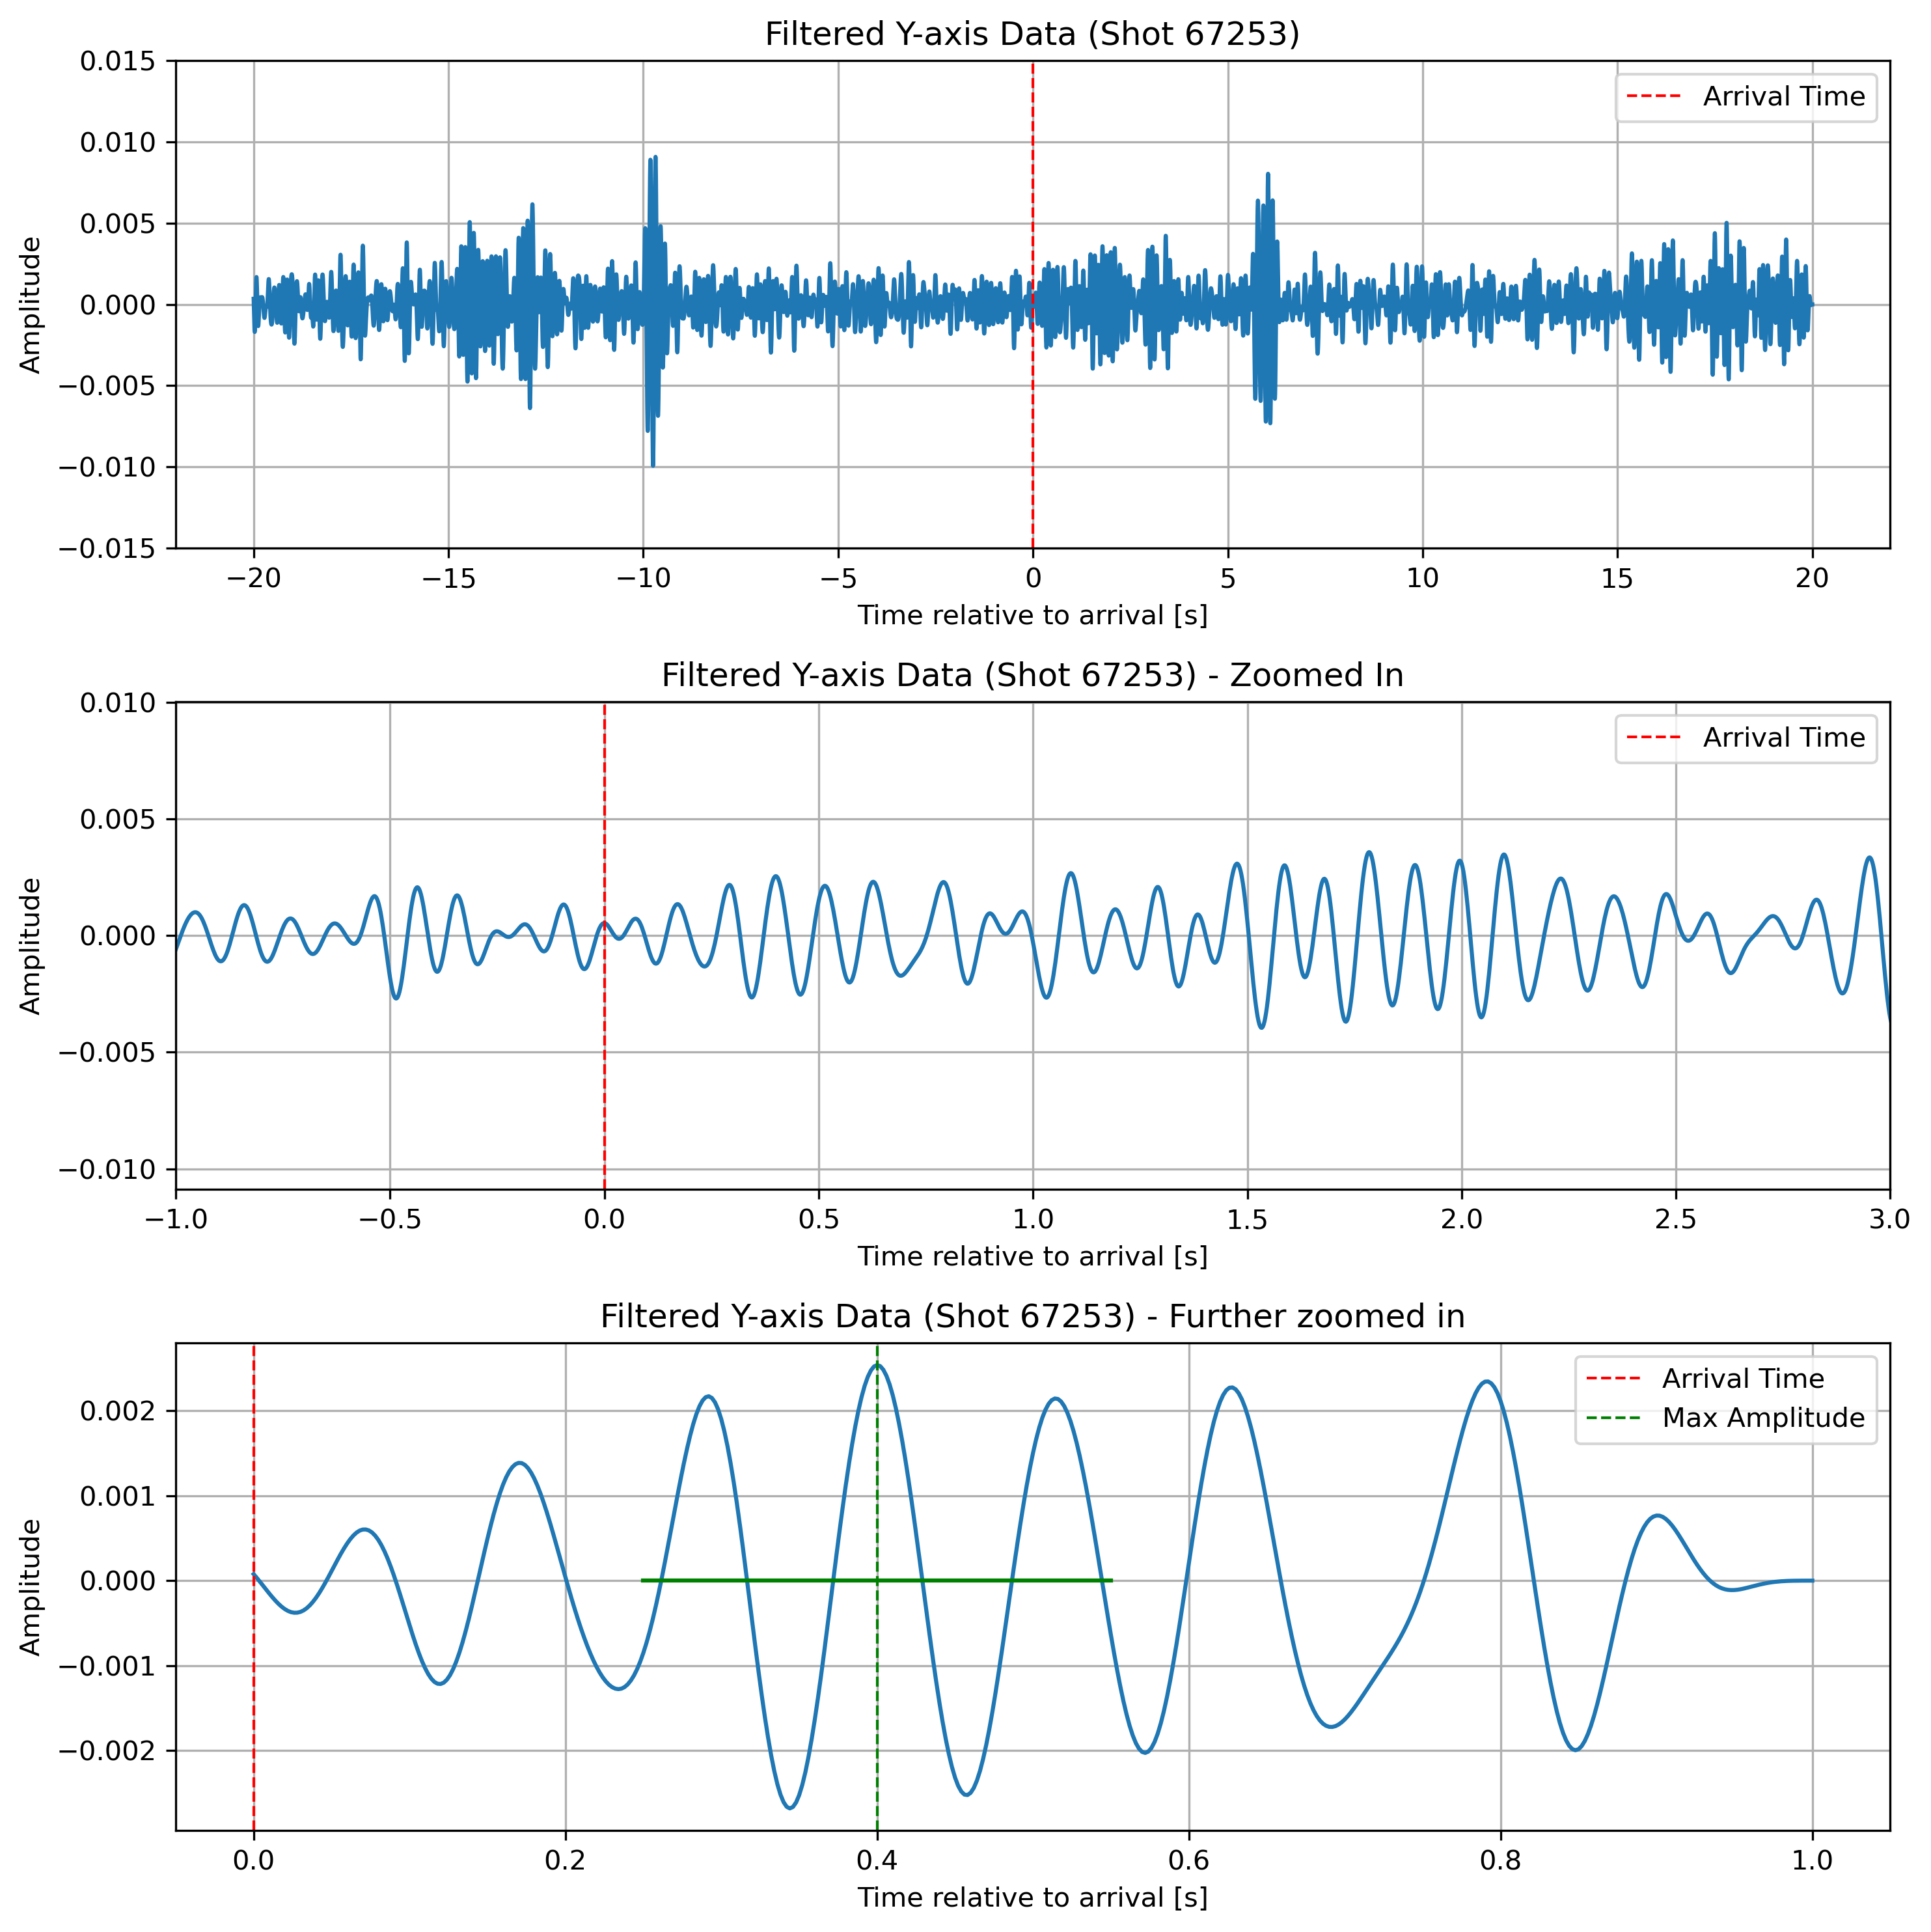 Filtered Y-axis Data (Shot 67253)
Amplitude
0.015
0.010
0.005
0.000
−0.005
−0.010
−0.015
Arrival Time
−20 −15 −10 −5 0 5 10 15 20
Time relative to arrival [s]
Filtered Y-axis Data (Shot 67253) - Zoomed In
Amplitude
0.010
0.005
0.000
−0.005
−0.010
Arrival Time
−1.0 −0.5 0.0 0.5 1.0 1.5 2.0 2.5 3.0
Time relative to arrival [s]
Filtered Y-axis Data (Shot 67253) - Further zoomed in
Amplitude
0.002
0.001
0.000
−0.001
−0.002
Arrival Time
Max Amplitude
0.0 0.2 0.4 0.6 0.8 1.0
Time relative to arrival [s]